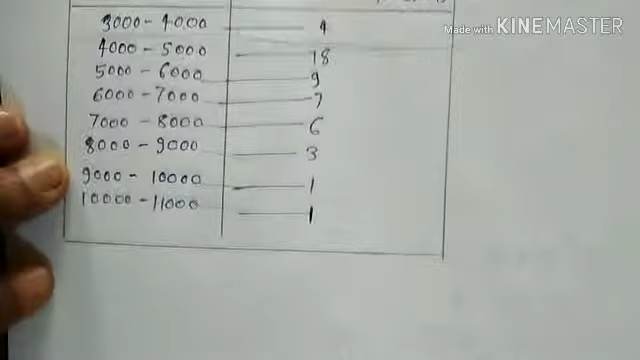 Made with KINEMASTER
3000 - 4000 4
4000 - 5000 18
5000 - 6000 9
6000 - 7000 7
7000 - 8000 6
8000 - 9000 3
9000 - 10000 1
10000 - 11000 1